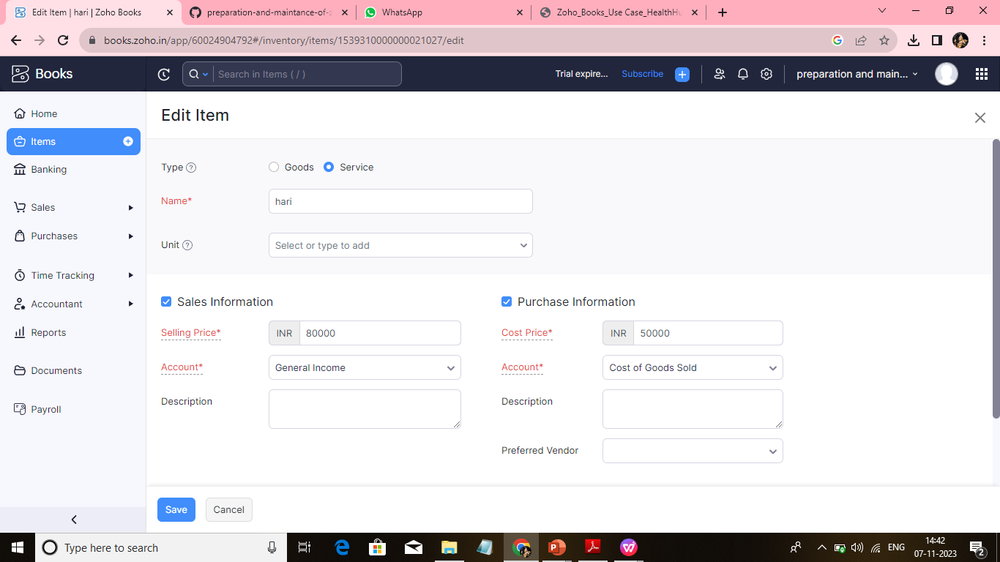 Edit Item | hari | Zoho Books
preparation-and-maintance-of-z
WhatsApp
Zoho_Books_Use Case_HealthHu
books.zoho.in/app/60024904792#/inventory/items/1539310000000021027/edit
Books
Search in Items ( / )
Trial expire...
Subscribe
preparation and main...
Home
Items
Banking
Sales
Purchases
Time Tracking
Accountant
Reports
Documents
Payroll
Edit Item
Type ?
Goods
Service
Name*
hari
Unit ?
Select or type to add
Sales Information
Selling Price*
INR
80000
Account*
General Income
Description
Purchase Information
Cost Price*
INR
50000
Account*
Cost of Goods Sold
Description
Preferred Vendor
Save
Cancel
Type here to search
ENG
14:42
07-11-2023
2